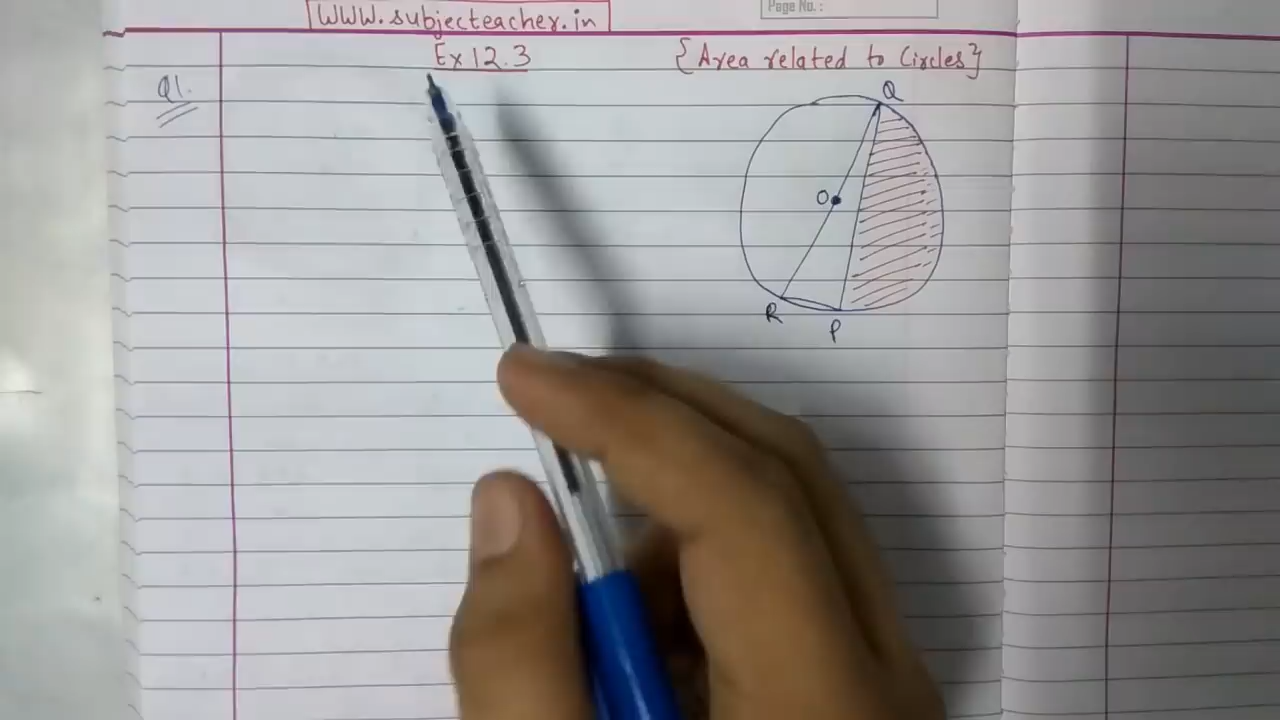 WWW.subjecteacher.in
Page No.:
Ex 12.3
{Area related to Circles}
Q1.
Q
O
R
P